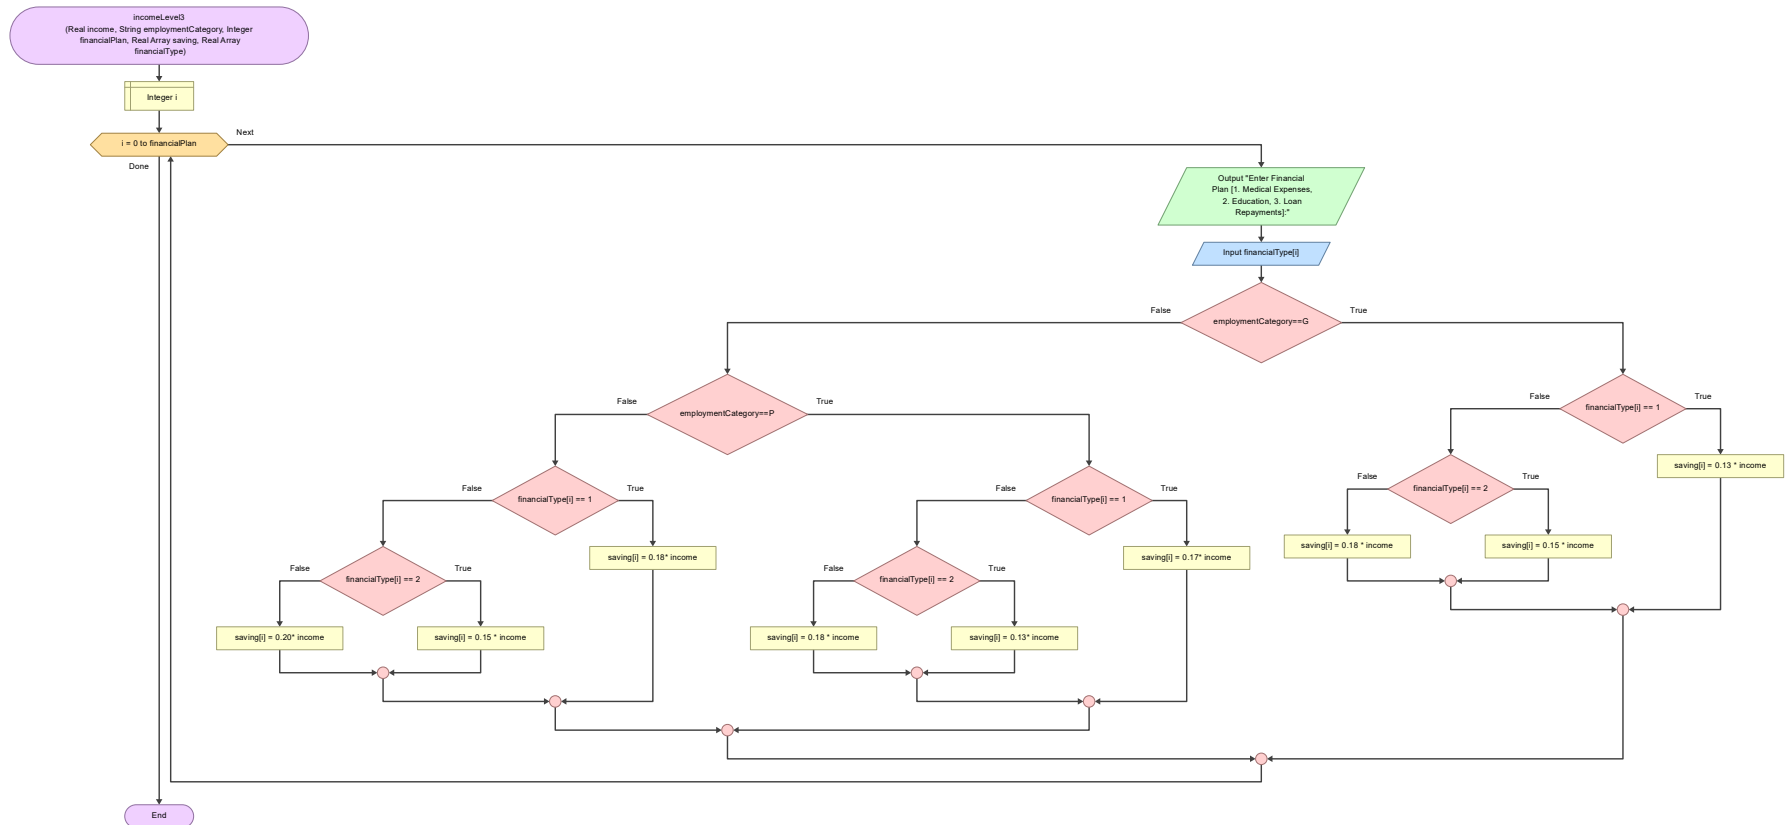 incomeLevel3
(Real income, String employmentCategory, Integer
financialPlan, Real Array saving, Real Array
financialType)
Integer i
i = 0 to financialPlan
Next
Done
Output "Enter Financial
Plan [1. Medical Expenses,
2. Education, 3. Loan
Repayments]:"
Input financialType[i]
employmentCategory==G
False
True
employmentCategory==P
False
True
financialType[i] == 1
False
True
saving[i] = 0.13 * income
financialType[i] == 2
False
True
saving[i] = 0.18 * income
saving[i] = 0.15 * income
financialType[i] == 1
False
True
saving[i] = 0.18* income
financialType[i] == 2
False
True
saving[i] = 0.20* income
saving[i] = 0.15 * income
financialType[i] == 1
False
True
saving[i] = 0.17* income
financialType[i] == 2
False
True
saving[i] = 0.18 * income
saving[i] = 0.13* income
End